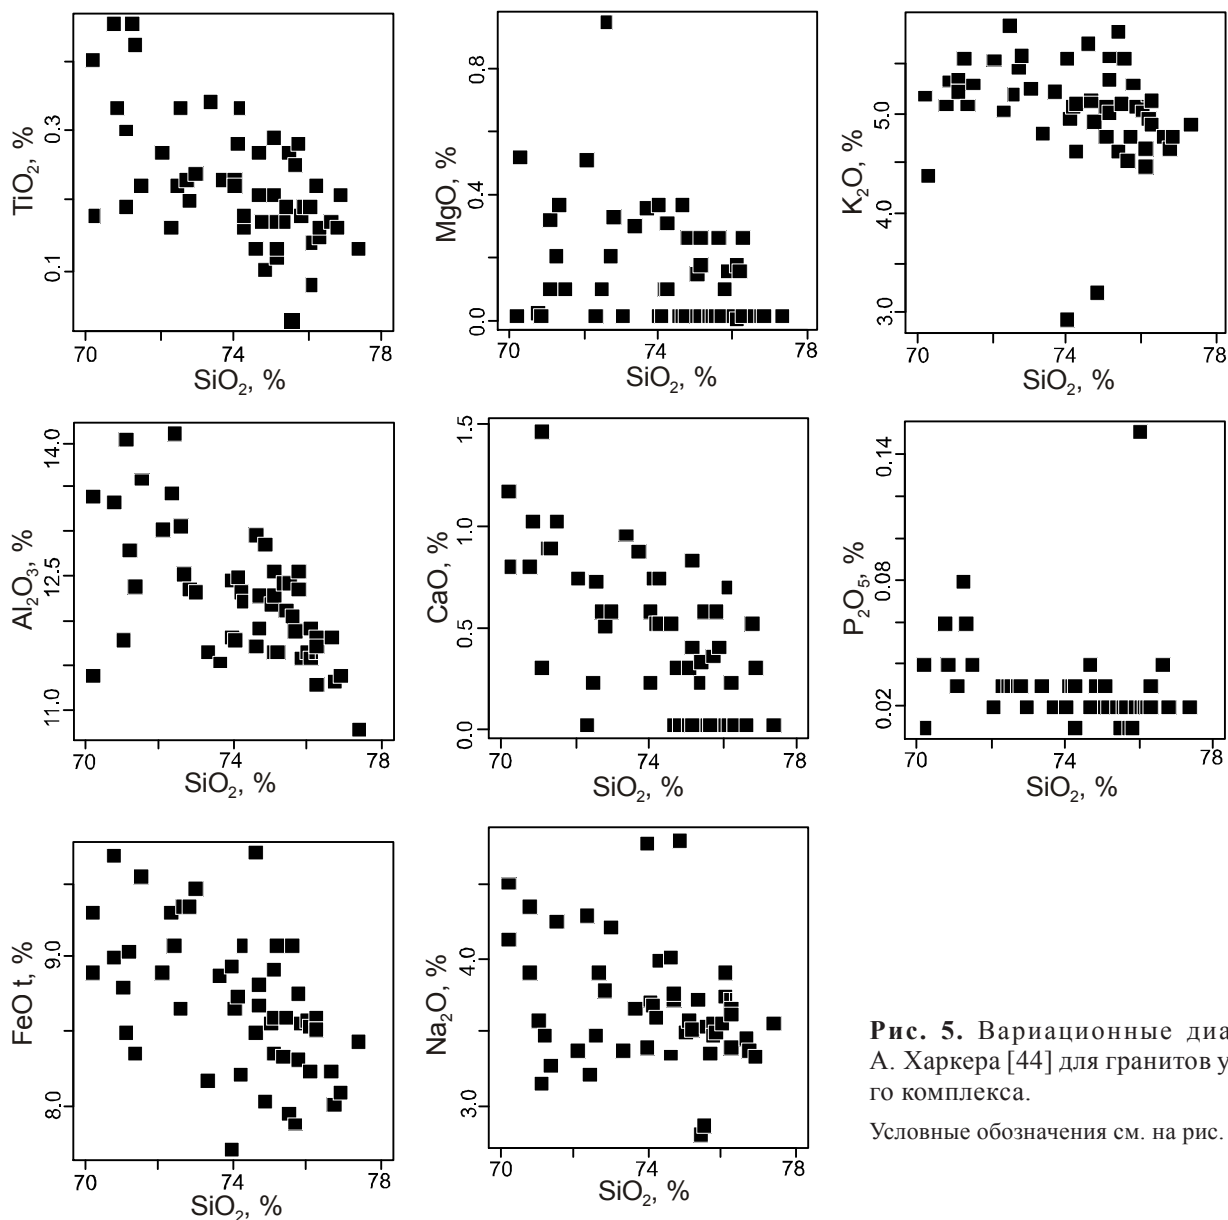 TiO2, %
0.3
0.1
70
74
78
SiO2, %
MgO, %
0.8
0.4
0.0
70
74
78
SiO2, %
K2O, %
5.0
4.0
3.0
70
74
78
SiO2, %
Al2O3, %
14.0
12.5
11.0
70
74
78
SiO2, %
CaO, %
1.5
1.0
0.5
0.0
70
74
78
SiO2, %
P2O5, %
0.14
0.08
0.02
70
74
78
SiO2, %
FeO t, %
9.0
8.0
70
74
78
SiO2, %
Na2O, %
4.0
3.0
70
74
78
SiO2, %
Рис. 5. Вариационные диа
А. Харкера [44] для гранитов у
го комплекса.
Условные обозначения см. на рис.